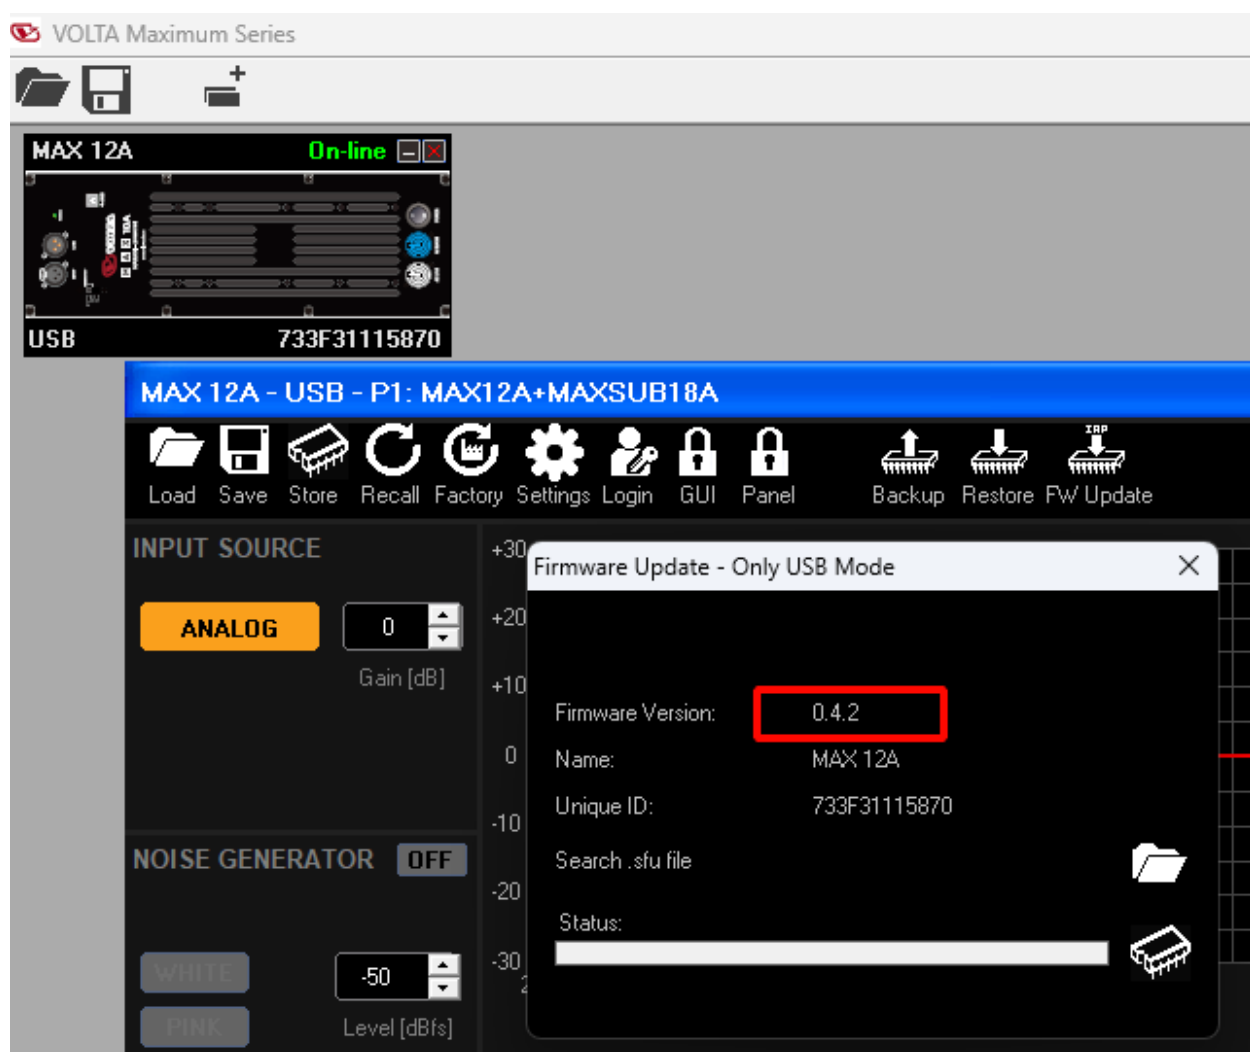 VOLTA Maximum Series
MAX 12A On-line
USB 733F31115870
MAX 12A - USB - P1: MAX12A+MAXSUB18A
IAP
Load Save Store Recall Factory Settings Login GUI Panel Backup Restore FW Update
INPUT SOURCE
ANALOG 0
Gain [dB]
NOISE GENERATOR OFF
WHITE -50
PINK Level [dBfs]
+30
+20
+10
0
-10
-20
-30
2
Firmware Update - Only USB Mode
Firmware Version: 0.4.2
Name: MAX 12A
Unique ID: 733F31115870
Search .sfu file
Status: